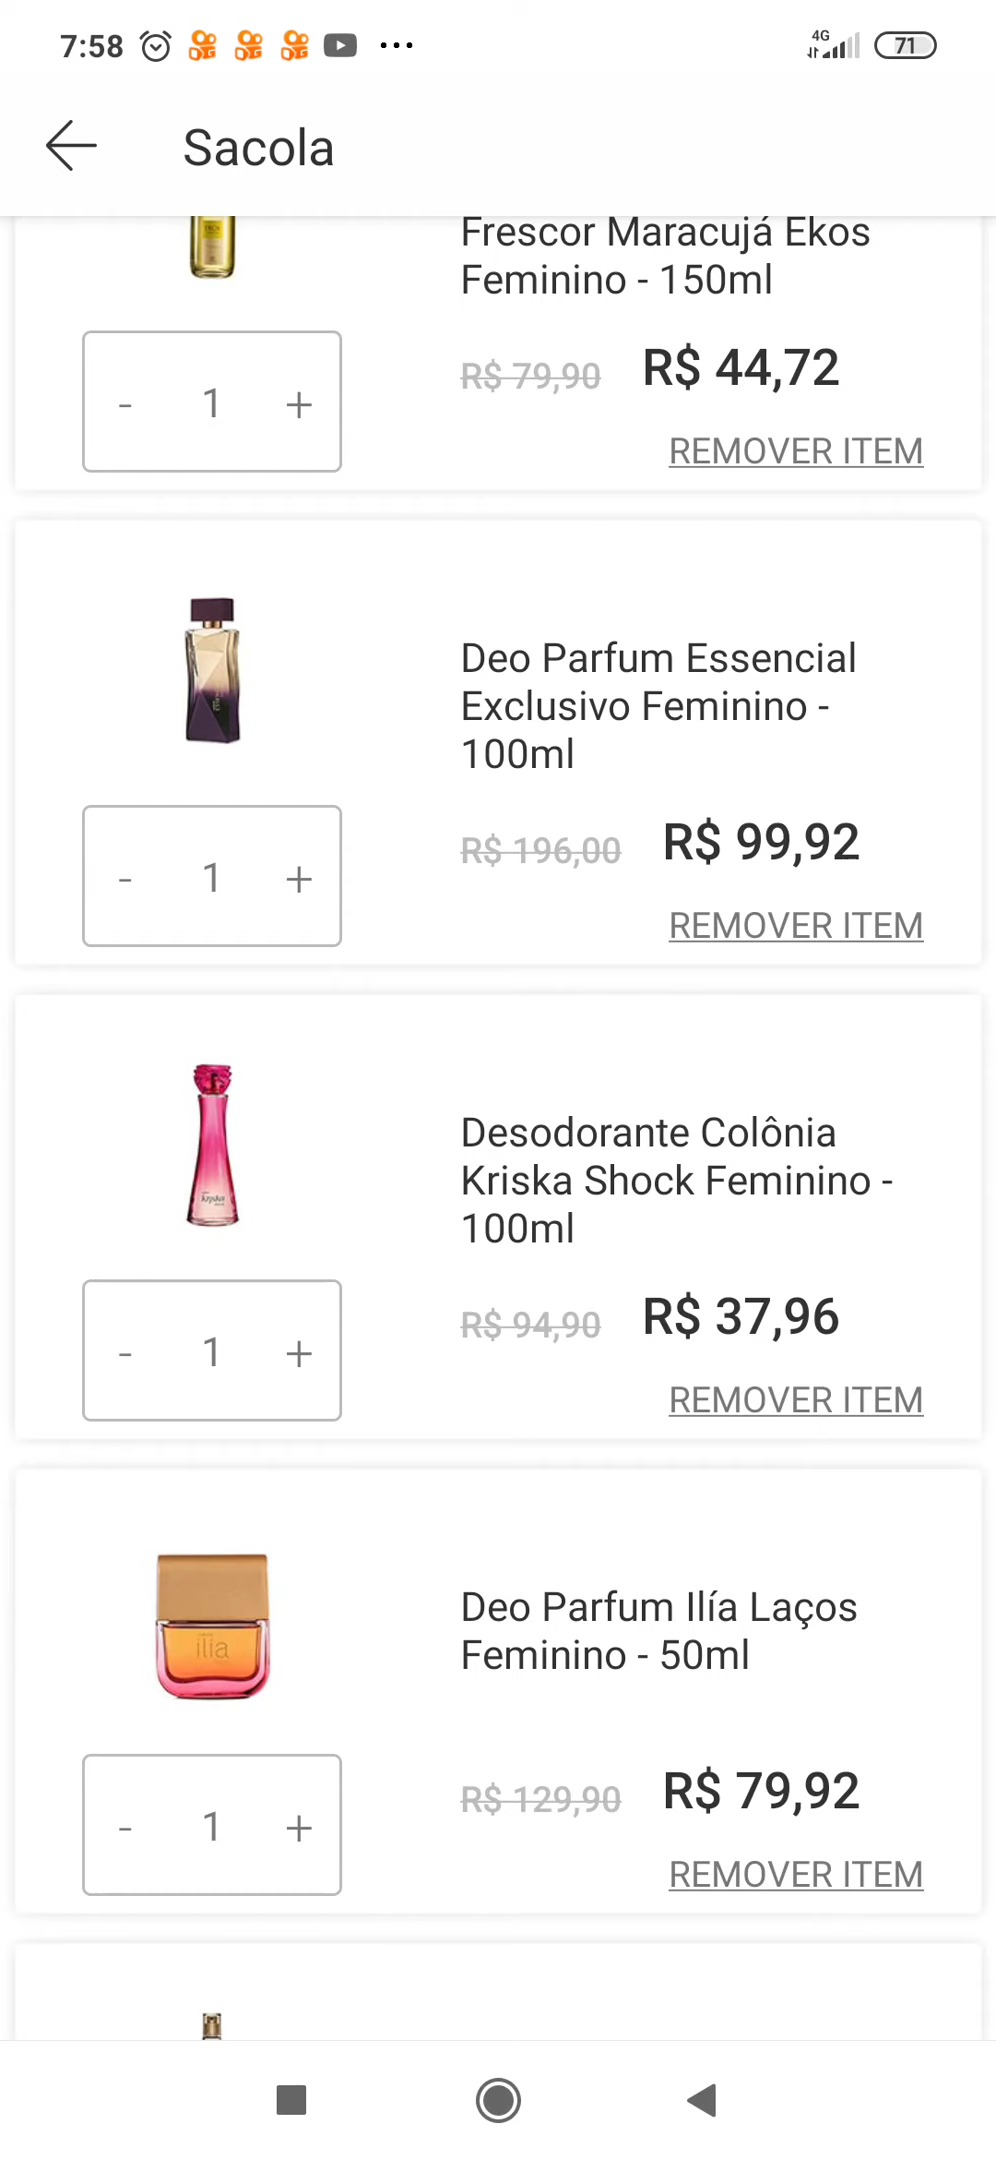 7:58
4G
71
Sacola
Frescor Maracujá Ekos
Feminino - 150ml
- 1 +
R$ 79,90 R$ 44,72
REMOVER ITEM
Deo Parfum Essencial
Exclusivo Feminino -
100ml
- 1 +
R$ 196,00 R$ 99,92
REMOVER ITEM
Kriska
Desodorante Colônia
Kriska Shock Feminino -
100ml
- 1 +
R$ 94,90 R$ 37,96
REMOVER ITEM
ilía
Deo Parfum Ilía Laços
Feminino - 50ml
- 1 +
R$ 129,90 R$ 79,92
REMOVER ITEM